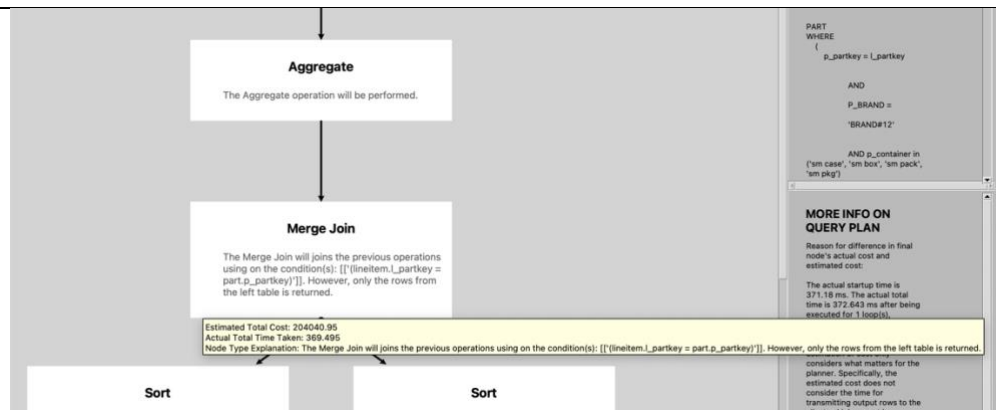 Aggregate
The Aggregate operation will be performed.
Merge Join
The Merge Join will joins the previous operations
using on the condition(s): [['(lineitem.l_partkey =
part.p_partkey)']]. However, only the rows from
the left table is returned.
Estimated Total Cost: 204040.95
Actual Total Time Taken: 369.495
Node Type Explanation: The Merge Join will joins the previous operations using on the condition(s): [['(lineitem.l_partkey = part.p_partkey)']]. However, only the rows from the left table is returned.
Sort
Sort
PART
WHERE
(
p_partkey = l_partkey
AND
P_BRAND =
'BRAND#12'
AND p_container in
('sm case', 'sm box', 'sm pack',
'sm pkg')
MORE INFO ON
QUERY PLAN
Reason for difference in final
node's actual cost and
estimated cost:
The actual startup time is
371.18 ms. The actual total
time is 372.643 ms after being
executed for 1 loop(s),
considers what matters for the
planner. Specifically, the
estimated cost does not
consider the time for
transmitting output rows to the